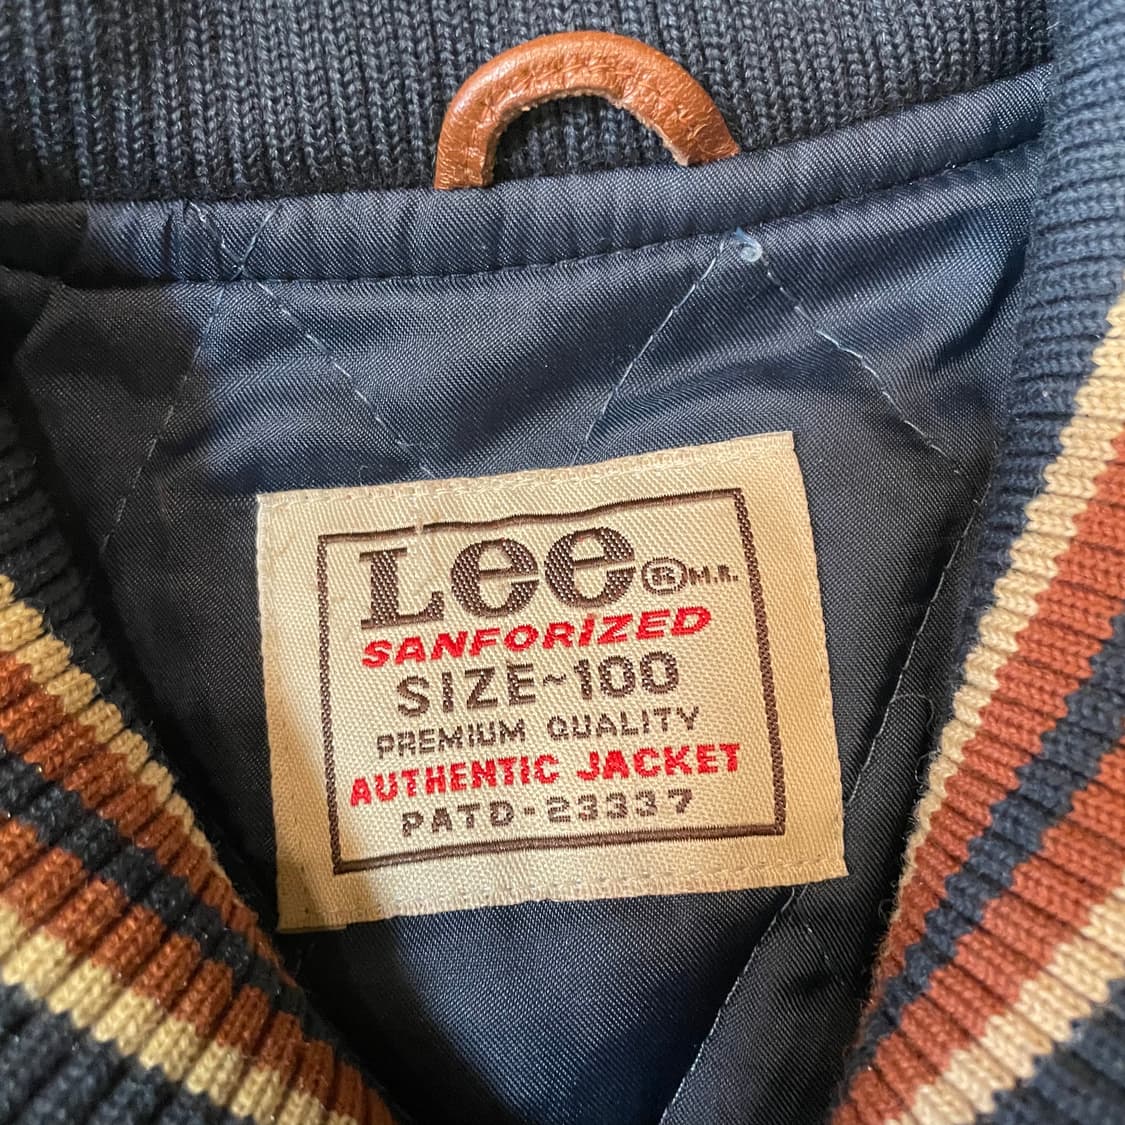 Lee® M.R.
SANFORIZED
SIZE~100
PREMIUM QUALITY
AUTHENTIC JACKET
PATD-23337